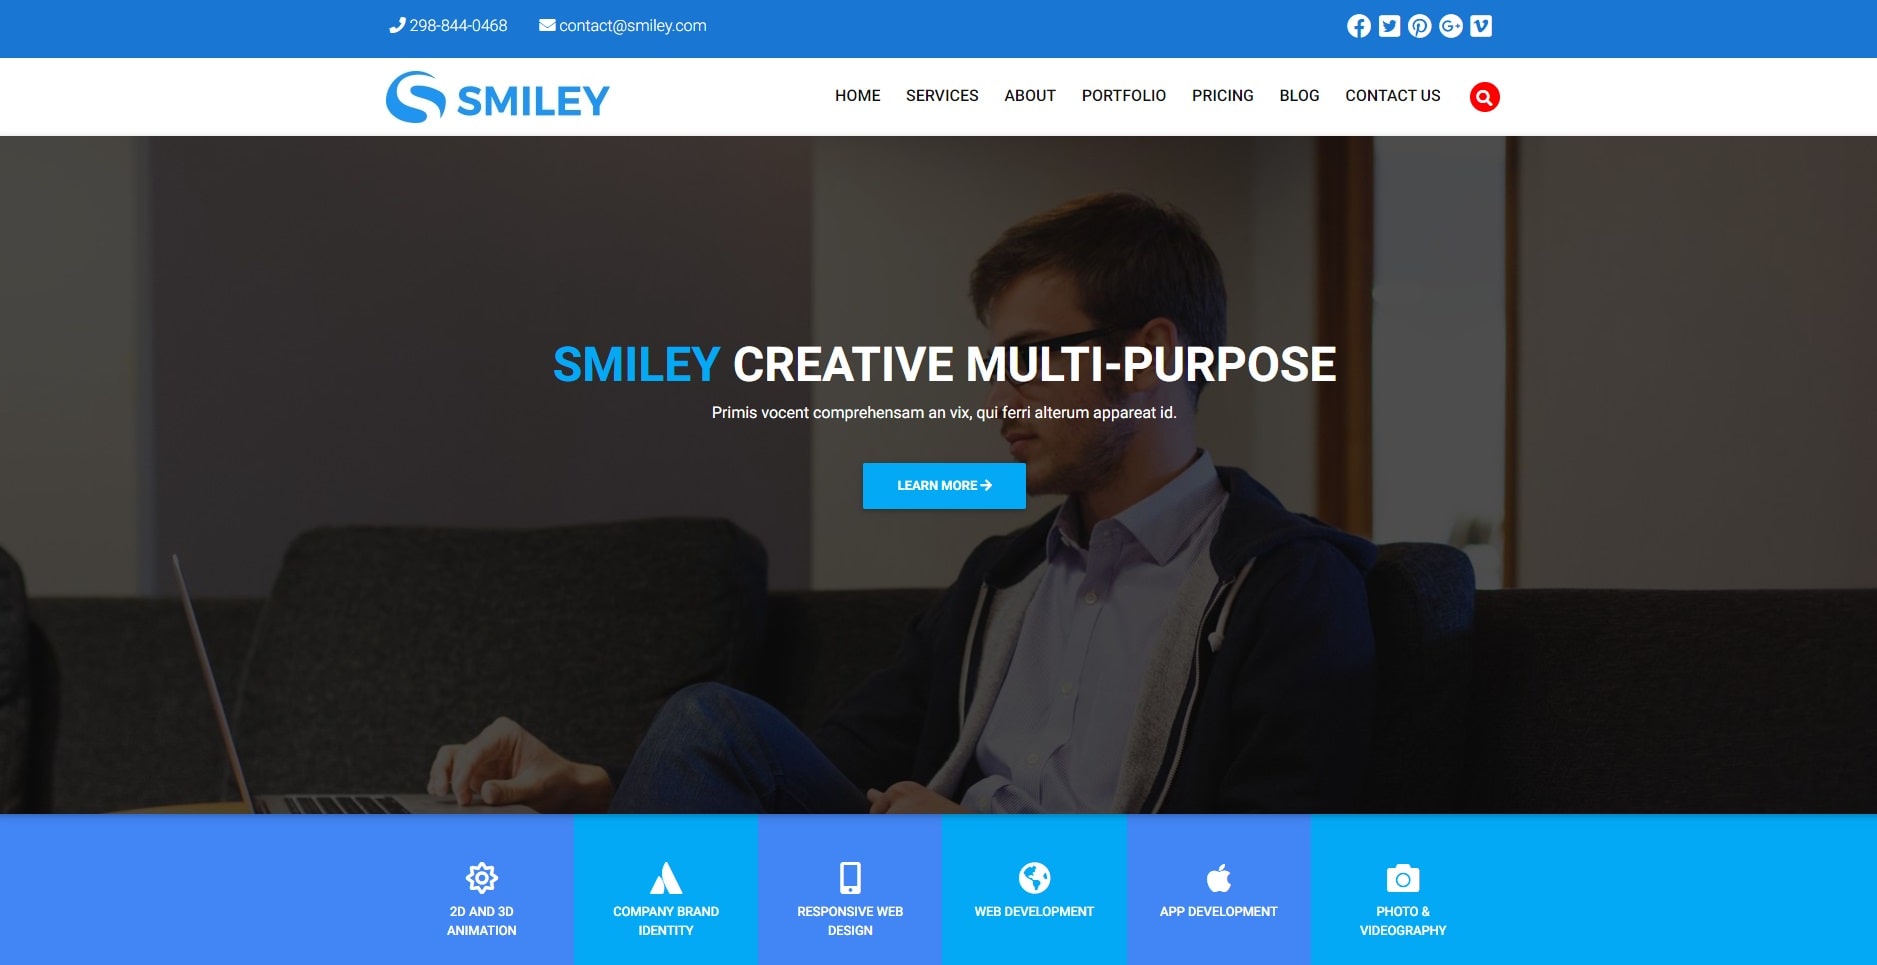 298-844-0468 contact@smiley.com
SMILEY
HOME SERVICES ABOUT PORTFOLIO PRICING BLOG CONTACT US
SMILEY CREATIVE MULTI-PURPOSE
Primis vocent comprehensam an vix, qui ferri alterum appareat id.
LEARN MORE
2D AND 3D
ANIMATION
COMPANY BRAND
IDENTITY
RESPONSIVE WEB
DESIGN
WEB DEVELOPMENT
APP DEVELOPMENT
PHOTO &
VIDEOGRAPHY